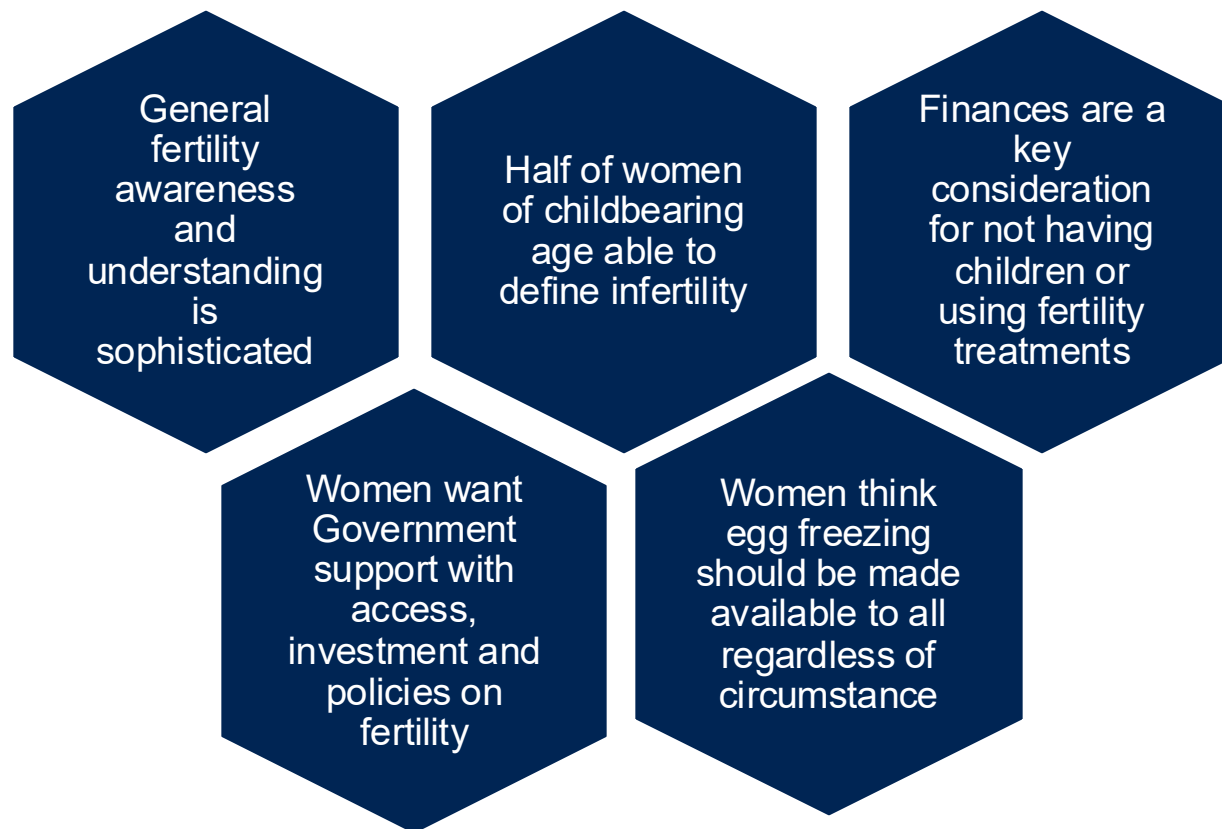 General
fertility
awareness
and
understanding
is
sophisticated
Half of women
of childbearing
age able to
define infertility
Finances are a
key
consideration
for not having
children or
using fertility
treatments
Women want
Government
support with
access,
investment and
policies on
fertility
Women think
egg freezing
should be made
available to all
regardless of
circumstance